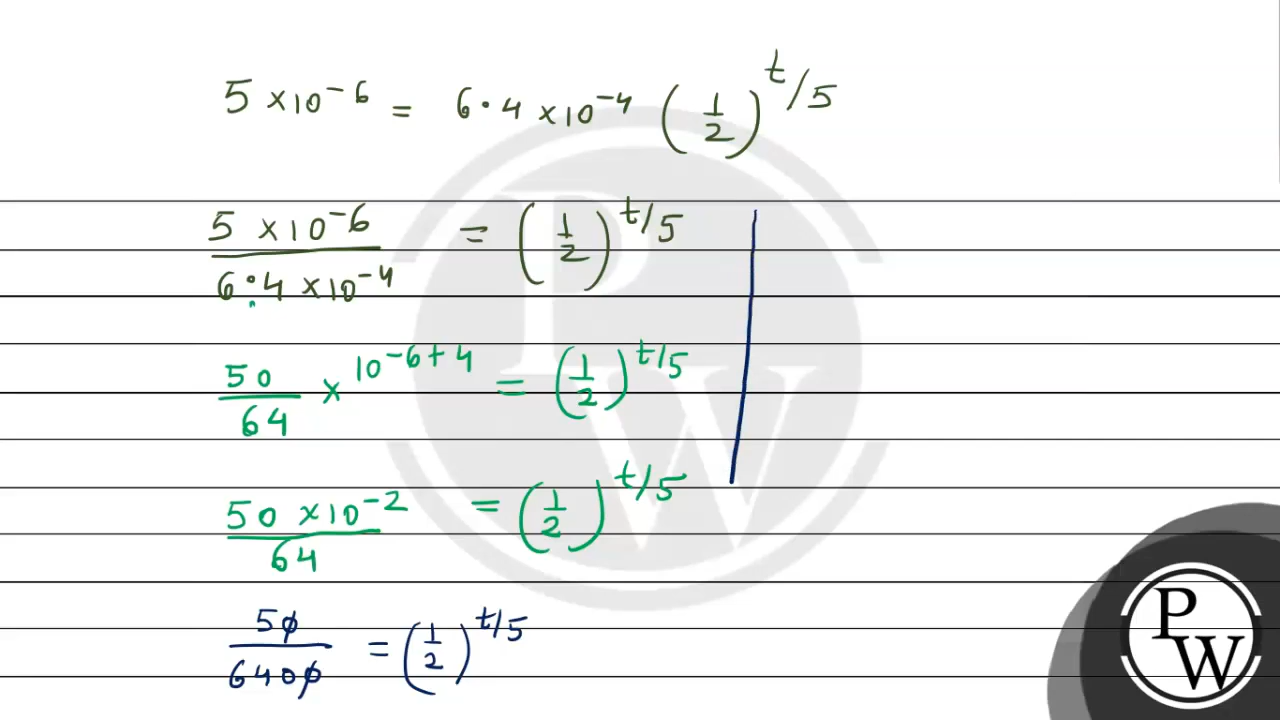 5 × 10⁻⁶ = 6.4 × 10⁻⁴ (1/2)^(t/5)
5 × 10⁻⁶ / 6.4 × 10⁻⁴ = (1/2)^(t/5)
50/64 × 10^(-6+4) = (1/2)^(t/5)
50 × 10⁻² / 64 = (1/2)^(t/5)
50/6400 = (1/2)^(t/5)
PW
PW